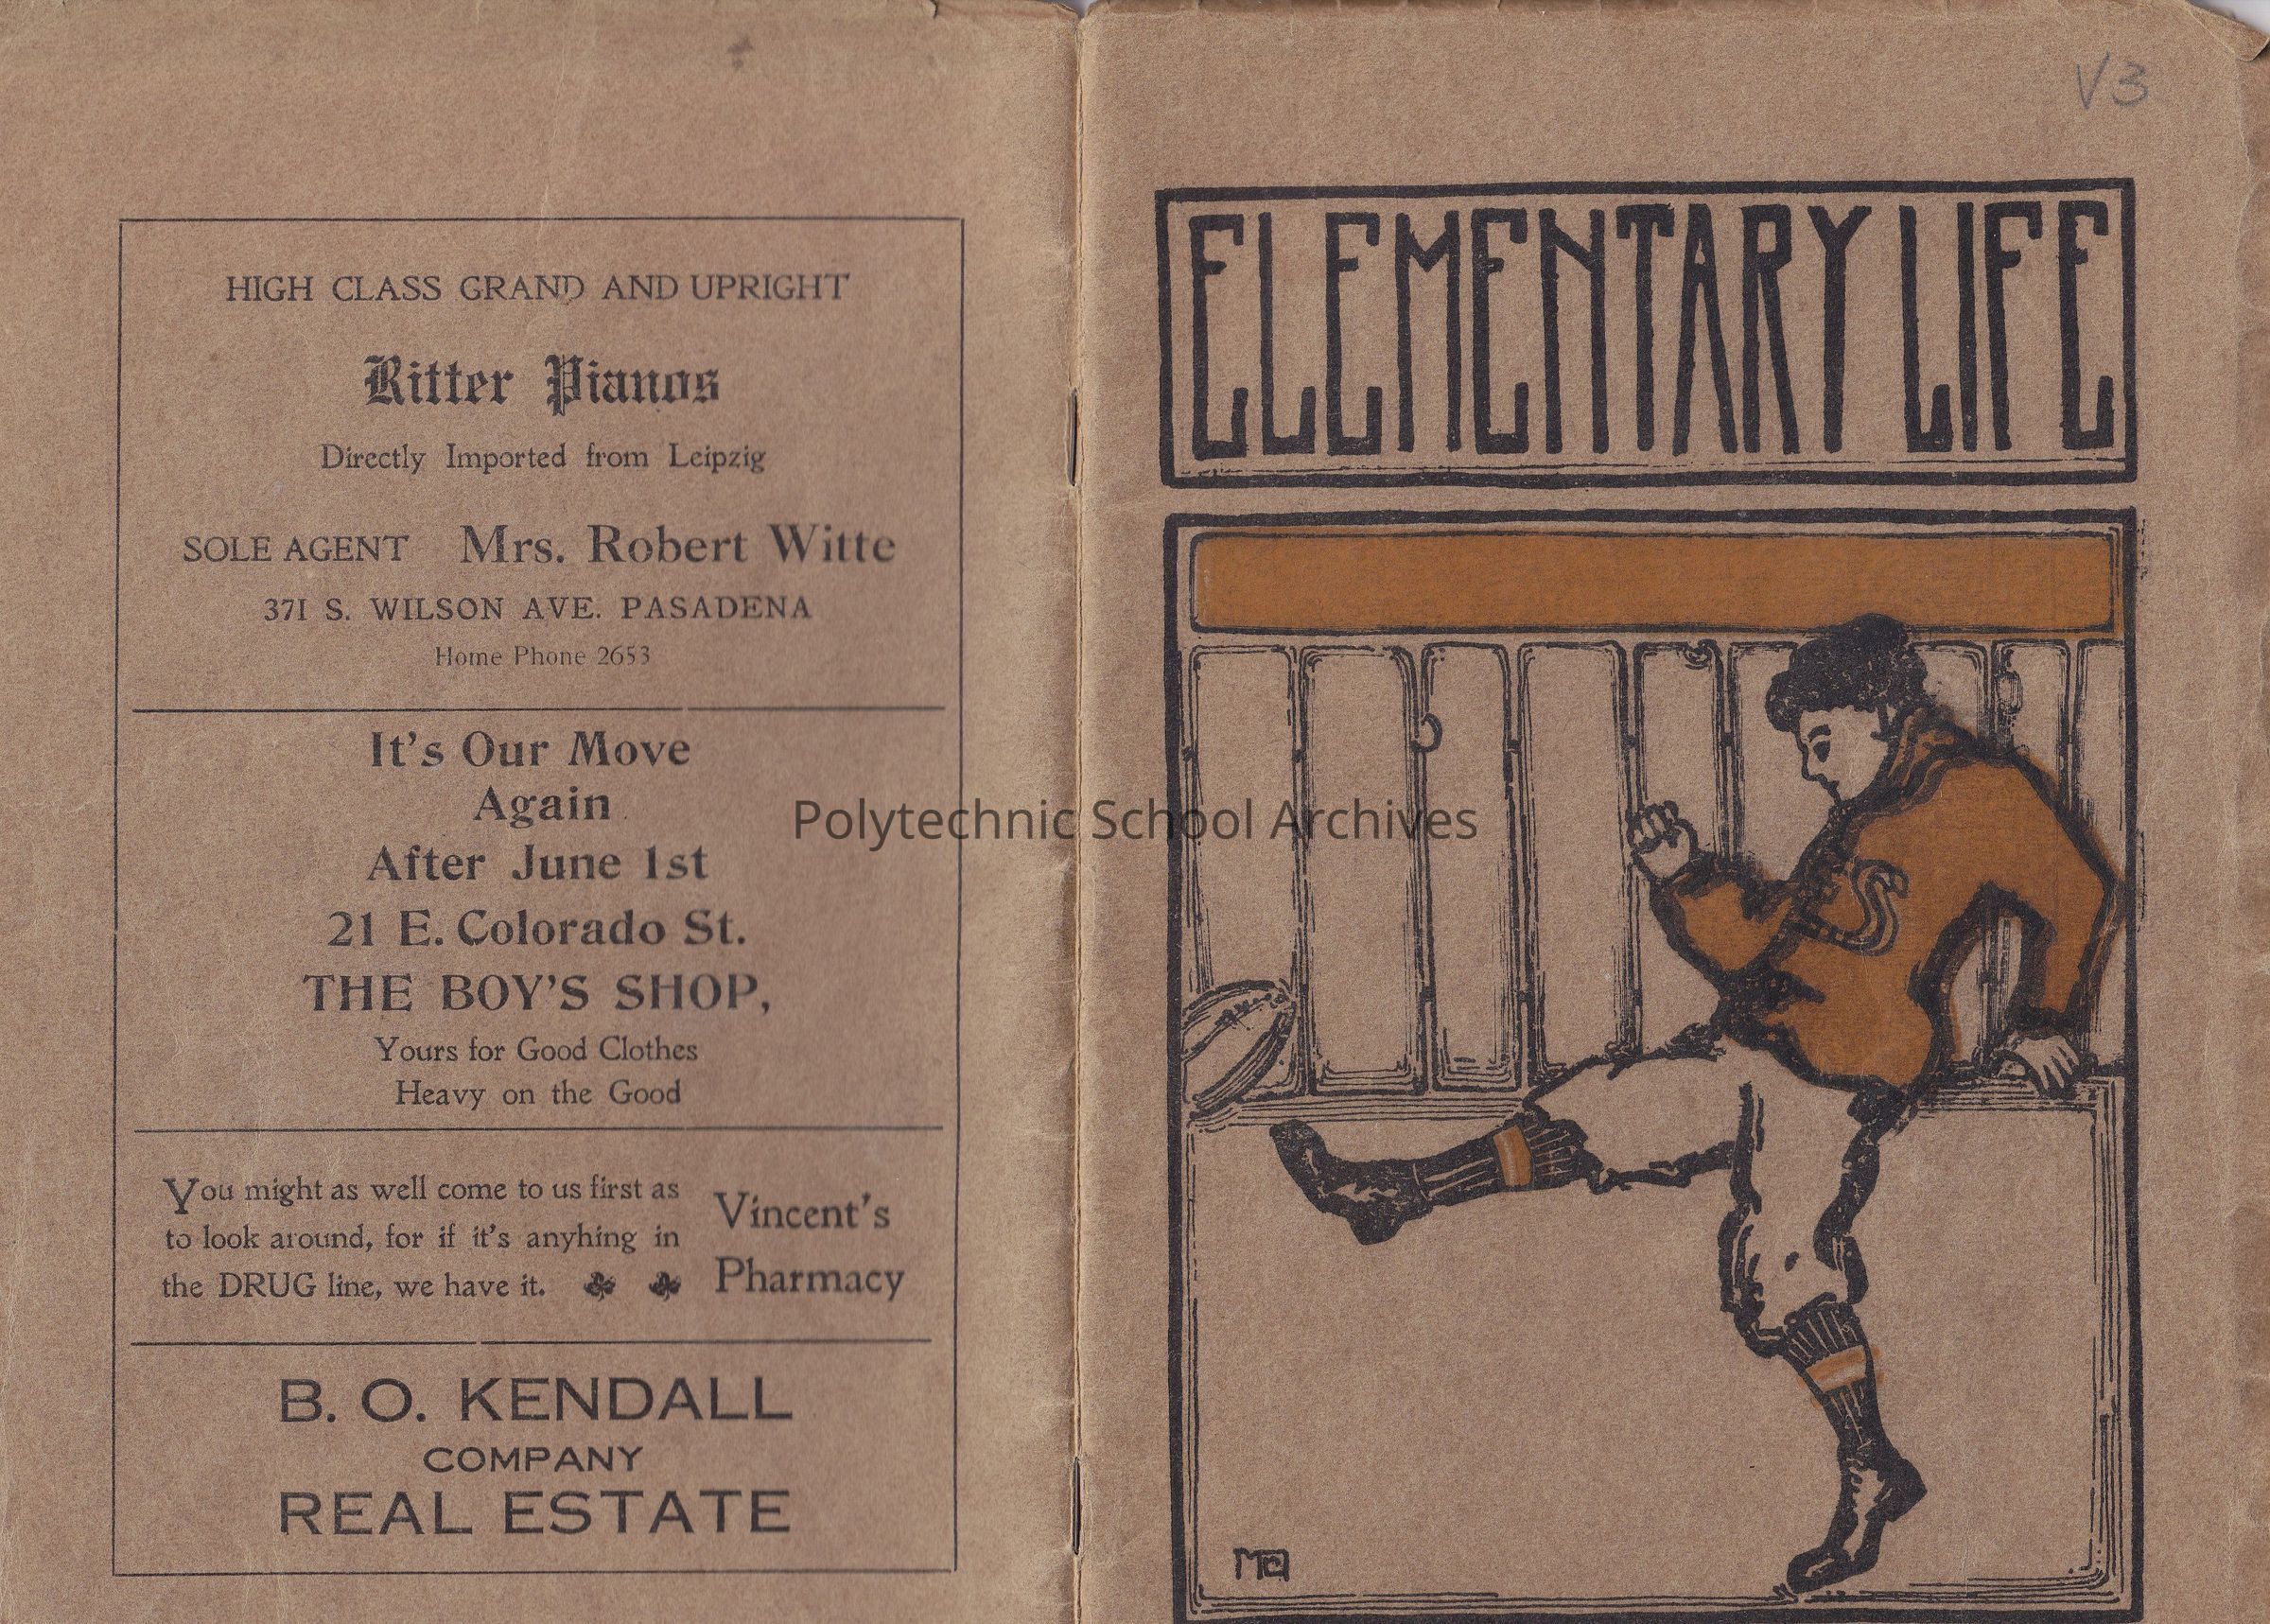 HIGH CLASS GRAND AND UPRIGHT
Ritter Pianos
Directly Imported from Leipzig
SOLE AGENT Mrs. Robert Witte
371 S. WILSON AVE. PASADENA
Home Phone 2653
It's Our Move
Again
After June 1st
21 E. Colorado St.
THE BOY'S SHOP,
Yours for Good Clothes
Heavy on the Good
You might as well come to us first as
to look around, for if it's anyhing in
the DRUG line, we have it.
Vincent's
Pharmacy
B. O. KENDALL
COMPANY
REAL ESTATE
Polytechnic School Archives
V3
ELEMENTARY LIFE
S